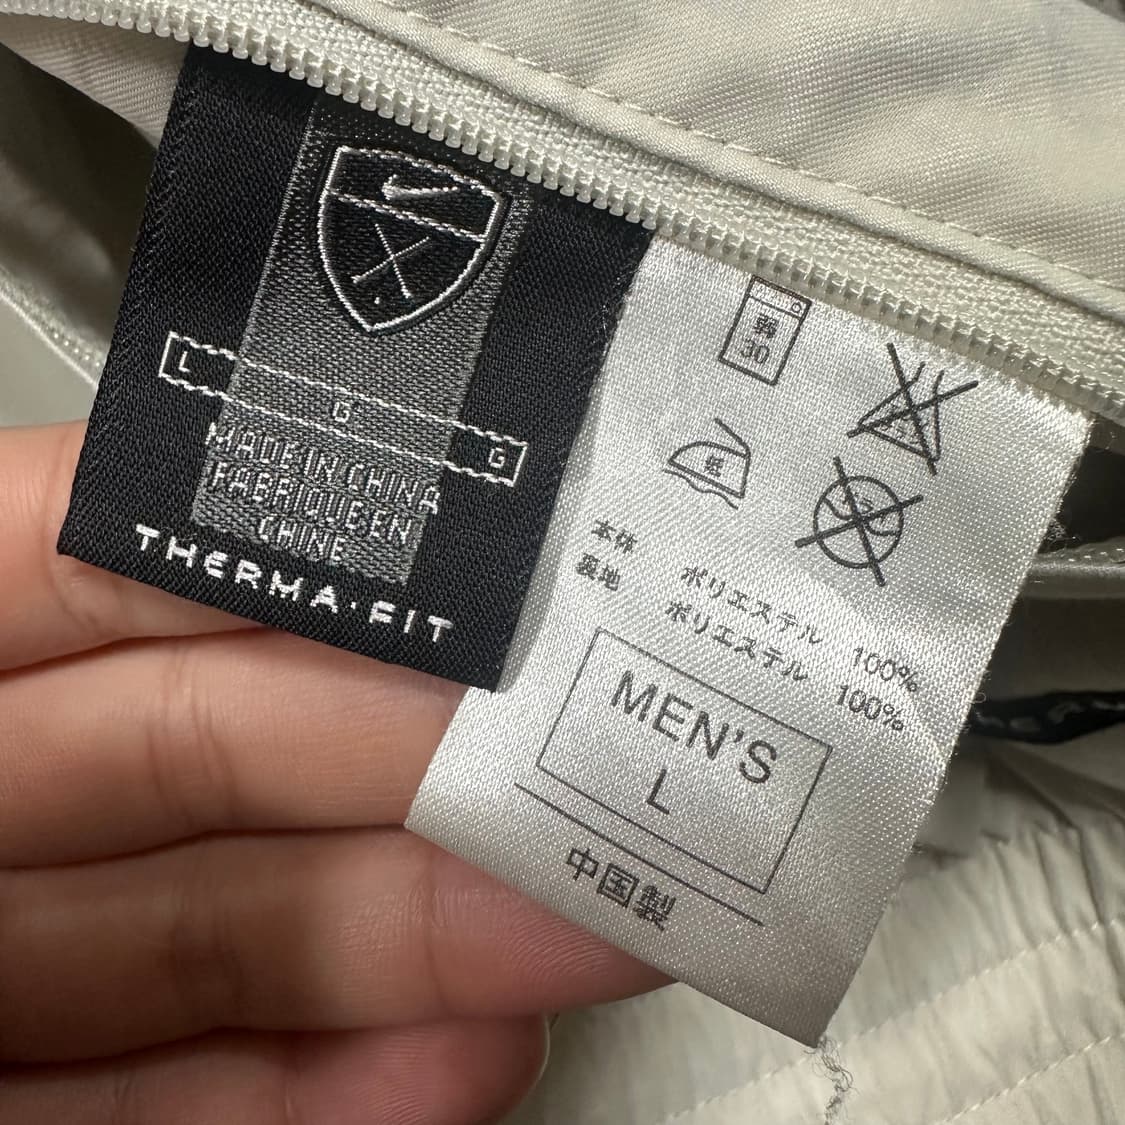 L
G
G
MADE IN CHINA
FABRIQUE EN
CHINE
THERMA·FIT
弱
30
低
本体 ポリエステル 100%
裏地 ポリエステル 100%
MEN'S
L
中国製